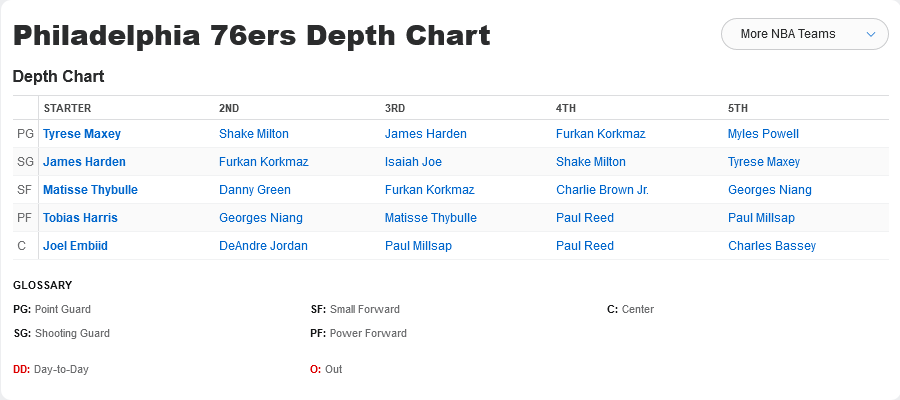 Philadelphia 76ers Depth Chart
More NBA Teams
Depth Chart
STARTER 2ND 3RD 4TH 5TH
PG Tyrese Maxey Shake Milton James Harden Furkan Korkmaz Myles Powell
SG James Harden Furkan Korkmaz Isaiah Joe Shake Milton Tyrese Maxey
SF Matisse Thybulle Danny Green Furkan Korkmaz Charlie Brown Jr. Georges Niang
PF Tobias Harris Georges Niang Matisse Thybulle Paul Reed Paul Millsap
C Joel Embiid DeAndre Jordan Paul Millsap Paul Reed Charles Bassey
GLOSSARY
PG: Point Guard SF: Small Forward C: Center
SG: Shooting Guard PF: Power Forward
DD: Day-to-Day O: Out